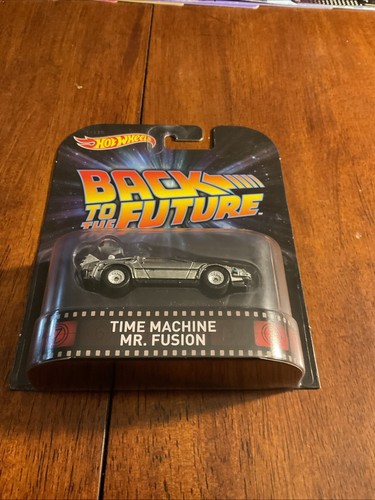 HOT WHEELS
BACK
TO THE
FUTURE
TIME MACHINE
MR. FUSION